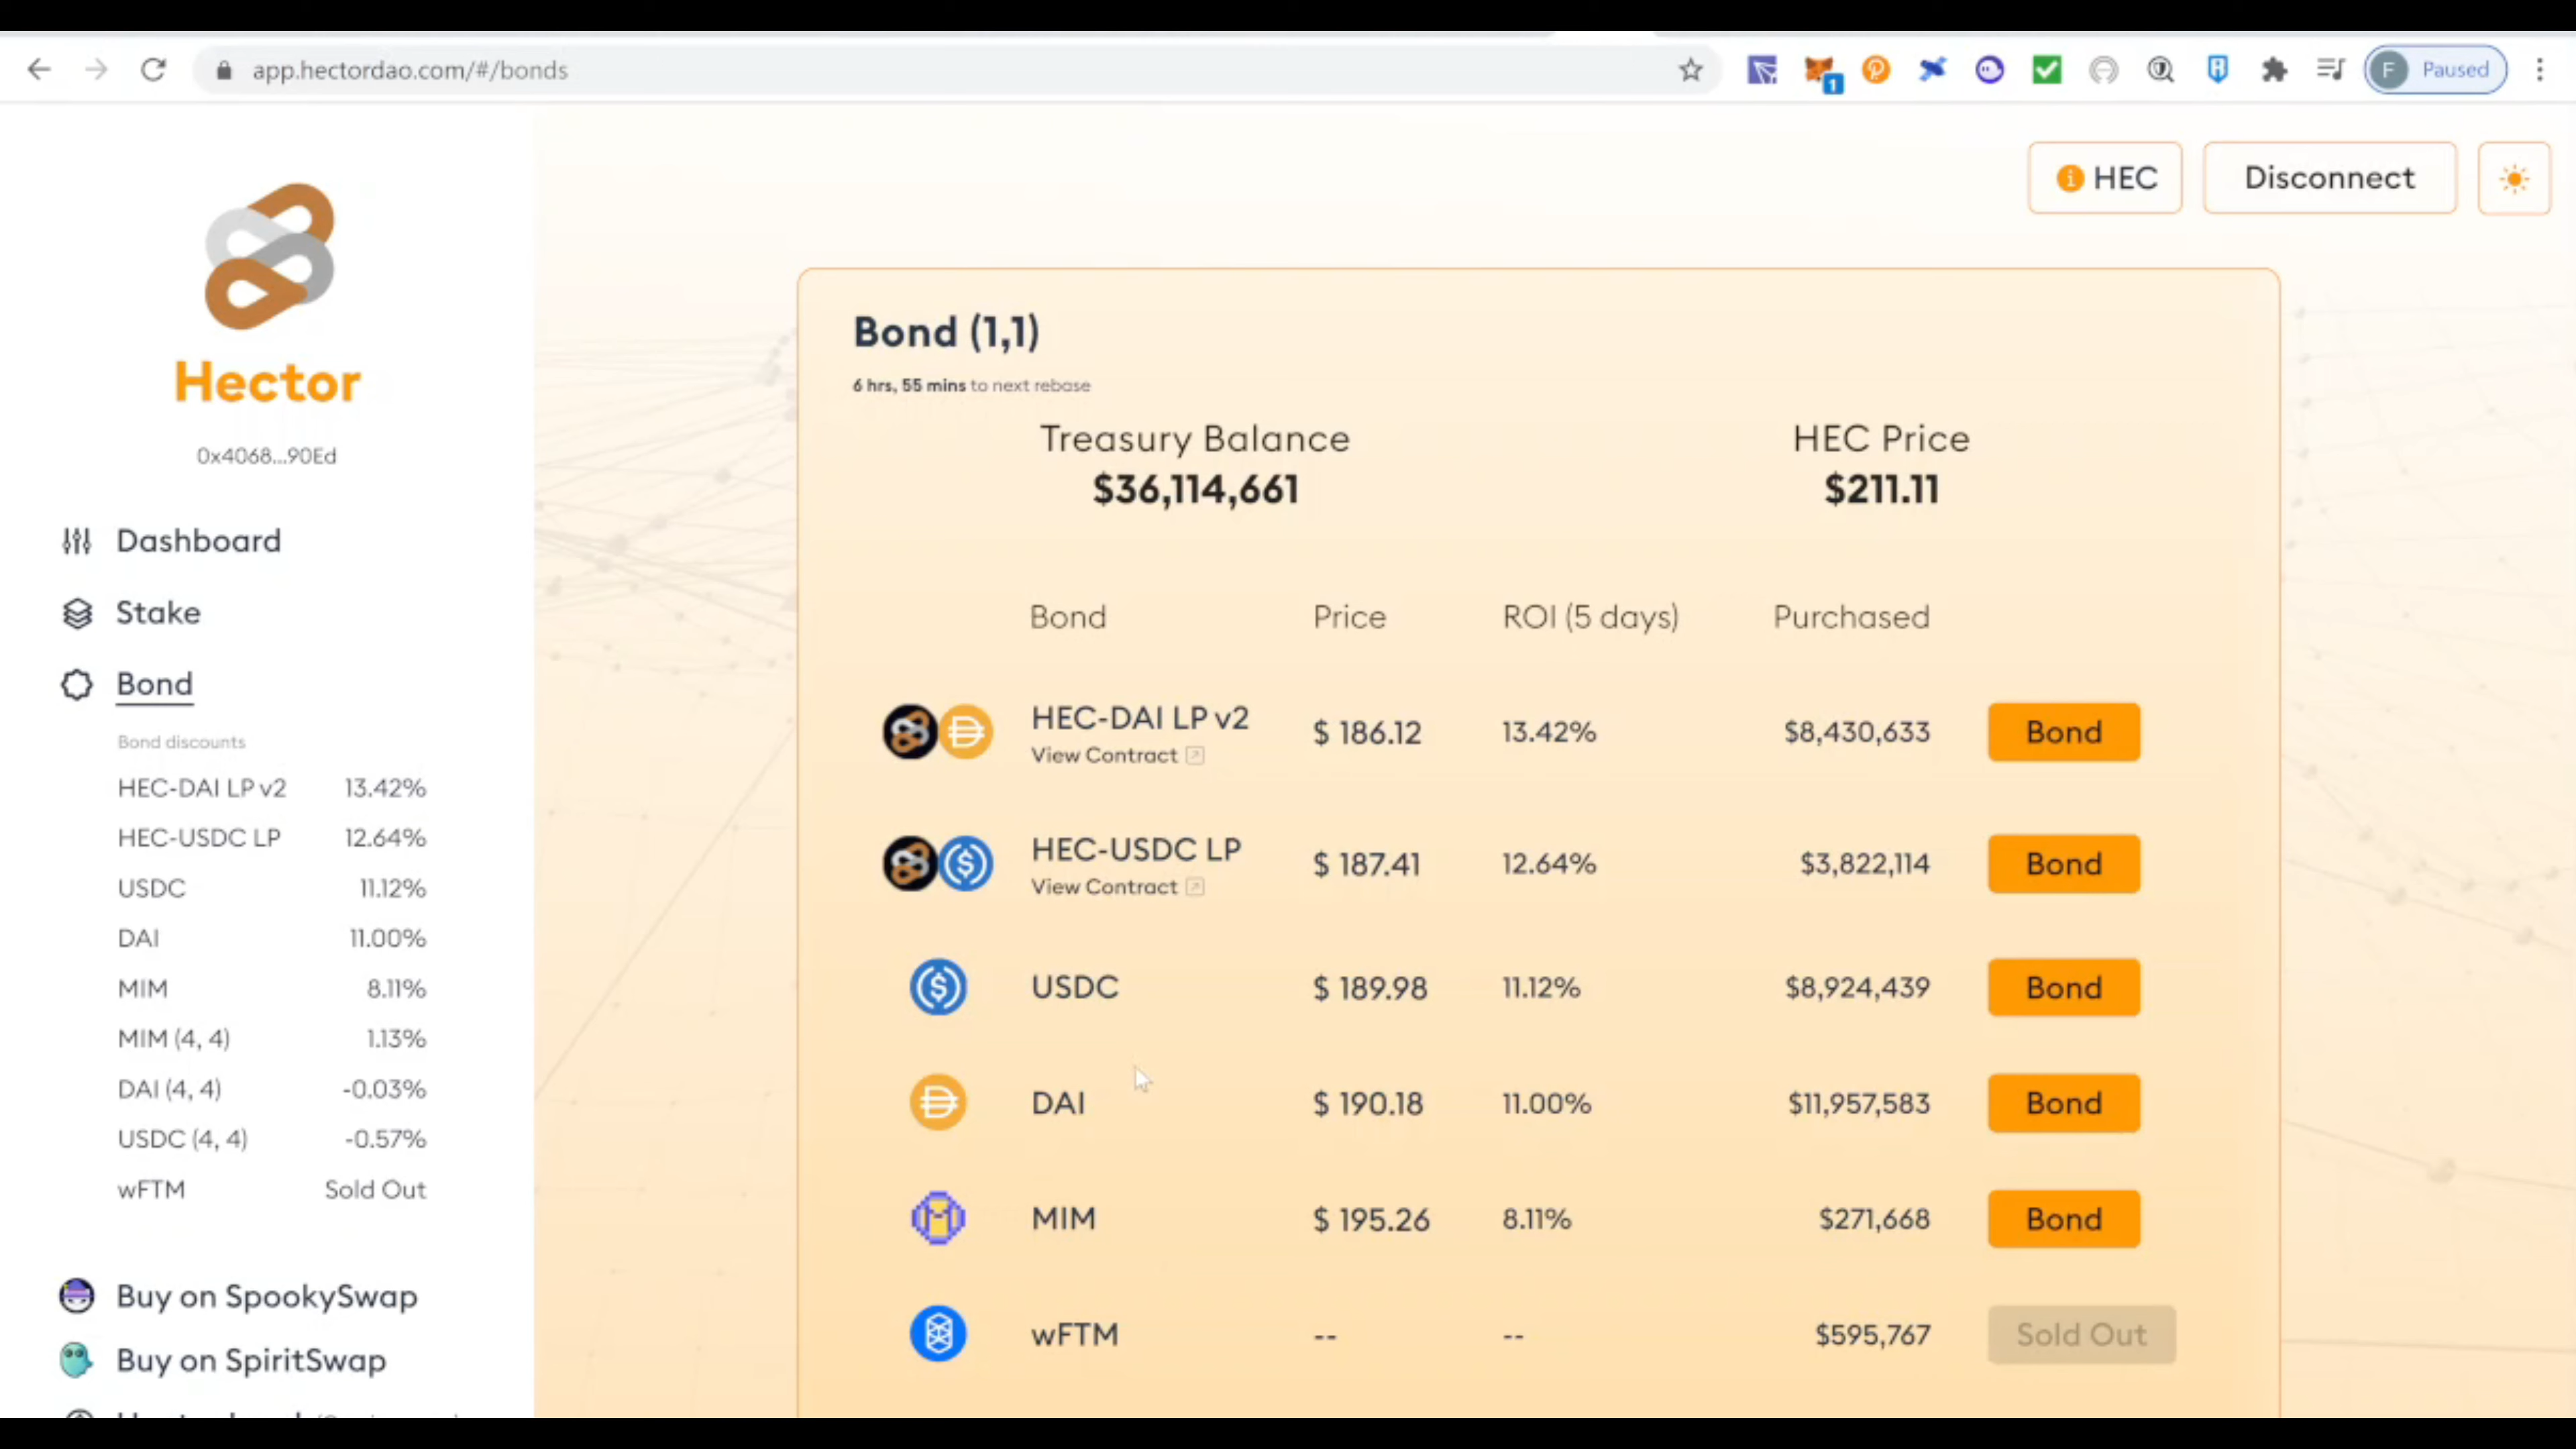 app.hectordao.com/#/bonds
F Paused
HEC
Disconnect
Hector
0x4068...90Ed
Dashboard
Stake
Bond
Bond discounts
HEC-DAI LP v2 13.42%
HEC-USDC LP 12.64%
USDC 11.12%
DAI 11.00%
MIM 8.11%
MIM (4, 4) 1.13%
DAI (4, 4) -0.03%
USDC (4, 4) -0.57%
wFTM Sold Out
Buy on SpookySwap
Buy on SpiritSwap
Bond (1,1)
6 hrs, 55 mins to next rebase
Treasury Balance HEC Price
$36,114,661 $211.11
Bond Price ROI (5 days) Purchased
HEC-DAI LP v2 $ 186.12 13.42% $8,430,633 Bond
View Contract
HEC-USDC LP $ 187.41 12.64% $3,822,114 Bond
View Contract
USDC $ 189.98 11.12% $8,924,439 Bond
DAI $ 190.18 11.00% $11,957,583 Bond
MIM $ 195.26 8.11% $271,668 Bond
wFTM -- -- $595,767 Sold Out